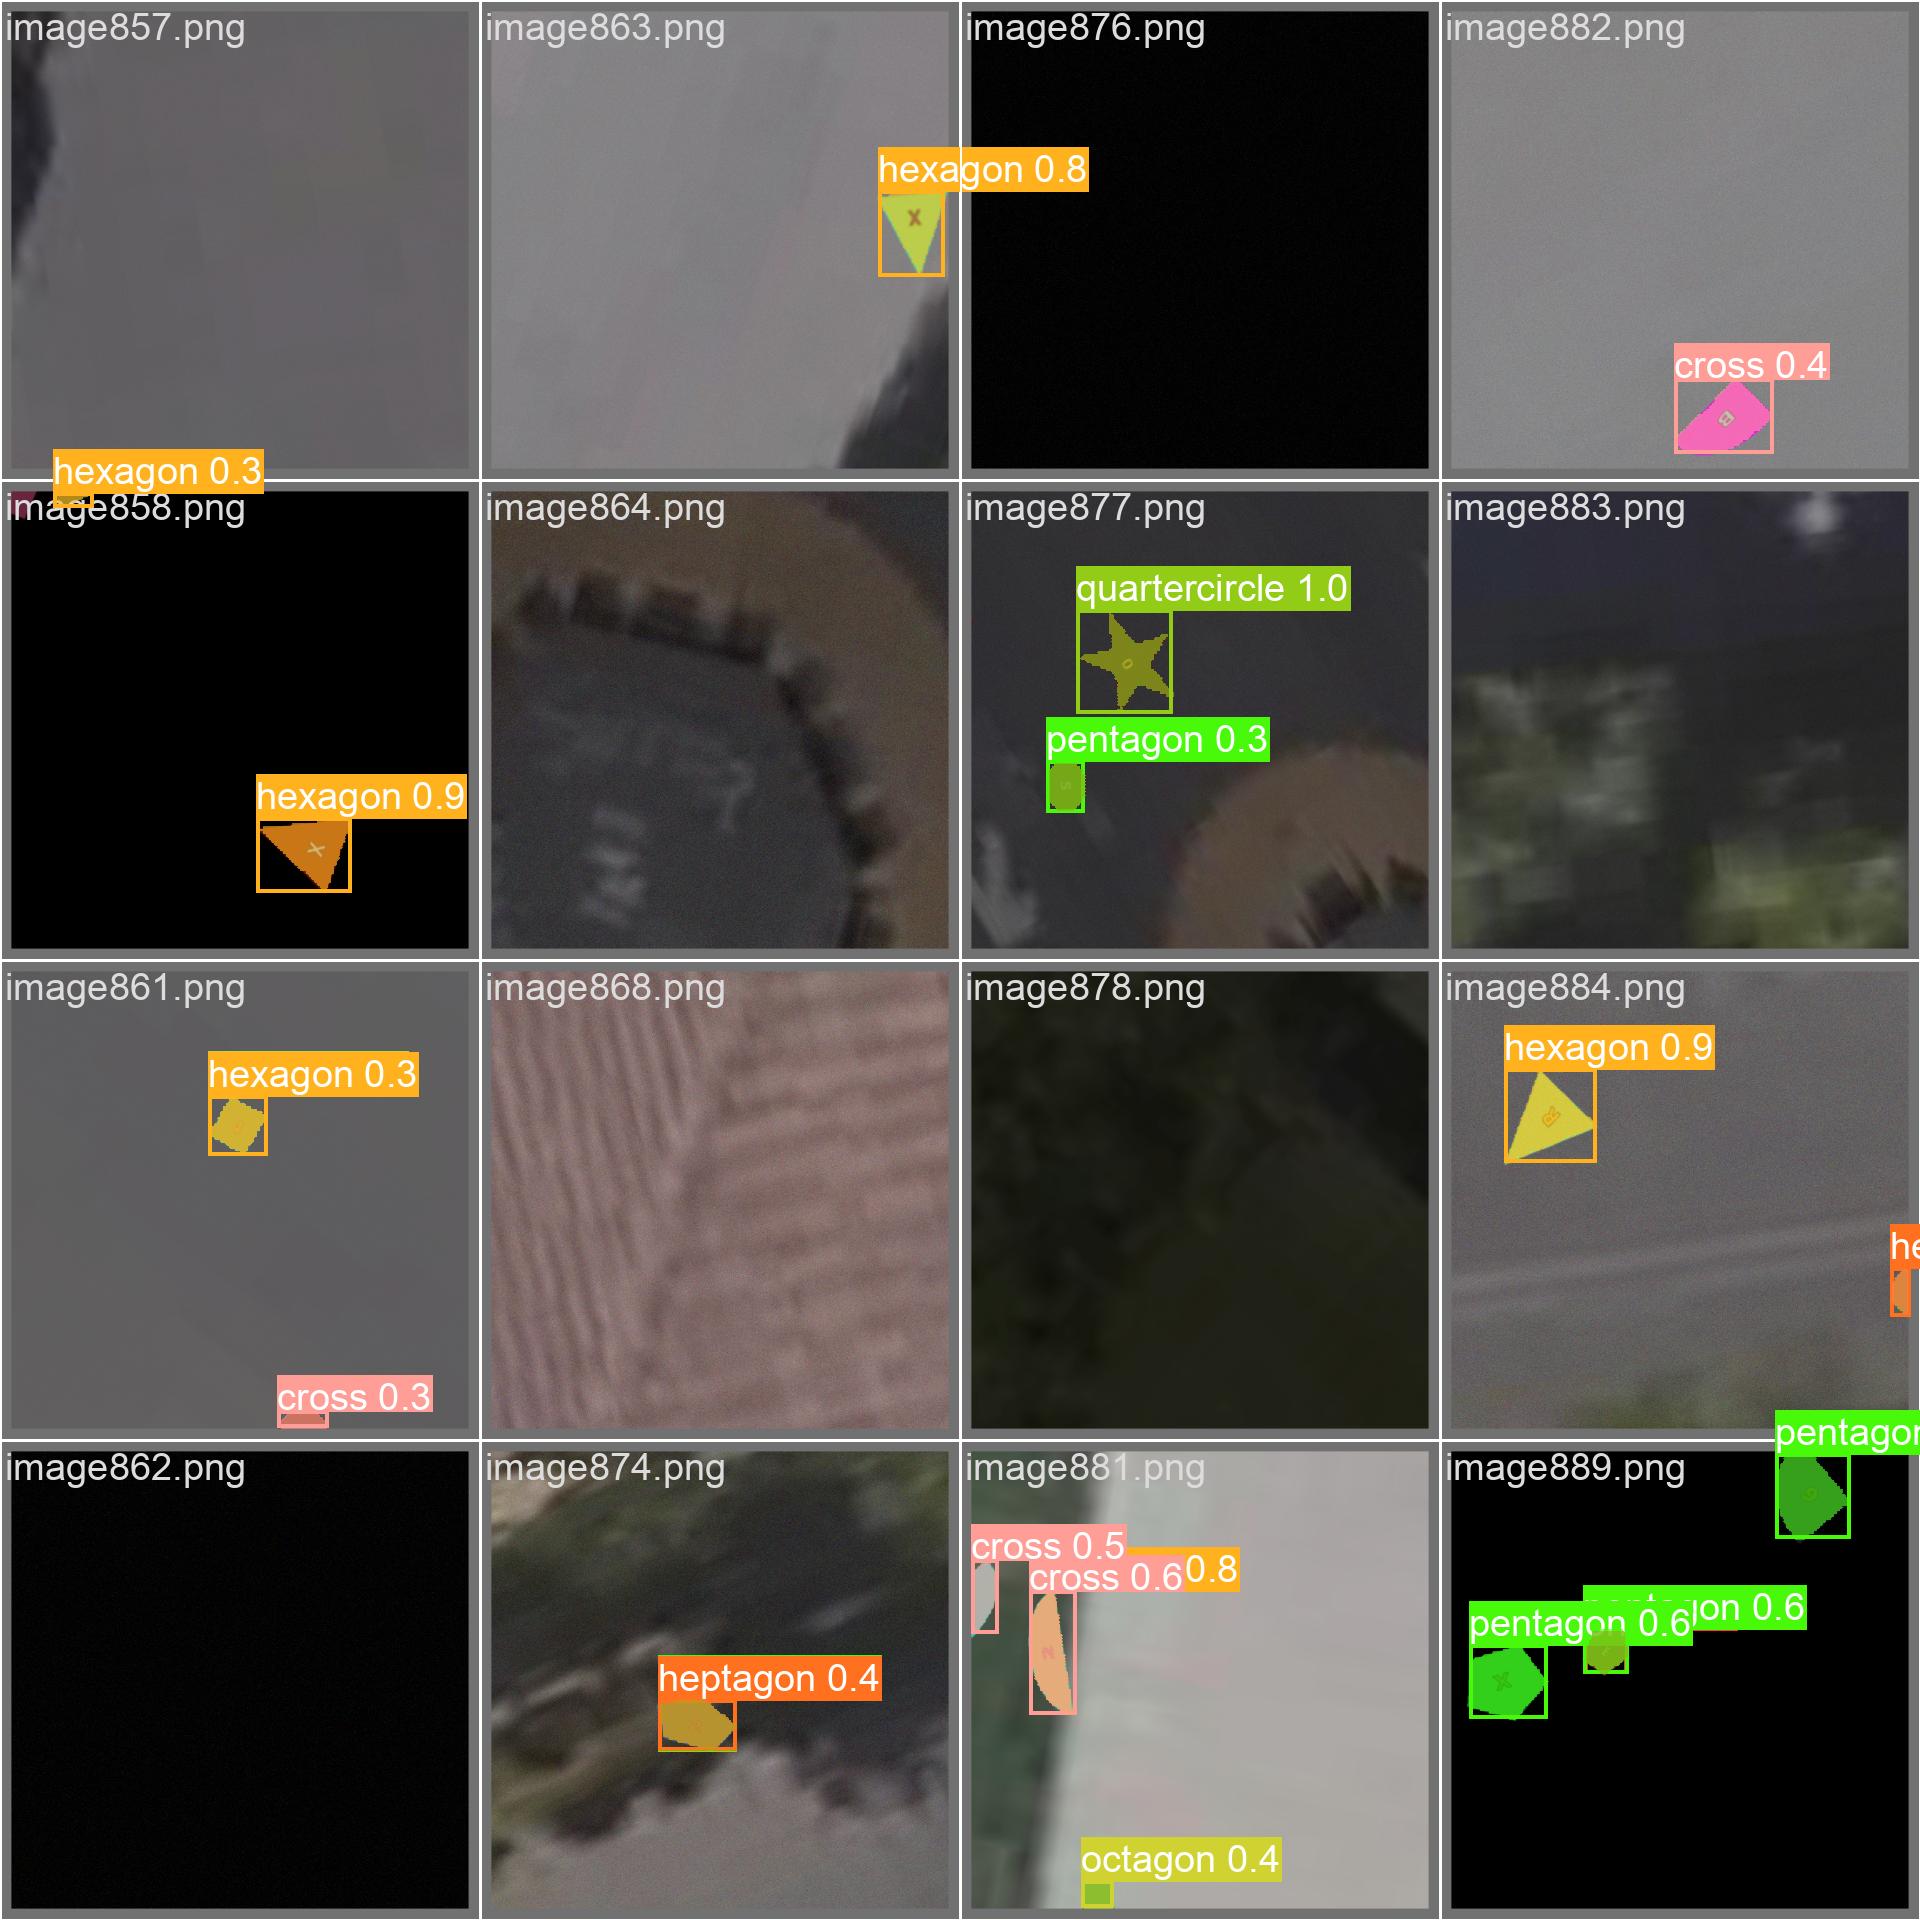 image857.png
image863.png
image876.png
image882.png
hexagon 0.8
X
cross 0.4
B
hexagon 0.3
image858.png
image864.png
image877.png
image883.png
quartercircle 1.0
O
pentagon 0.3
S
hexagon 0.9
X
image861.png
image868.png
image878.png
image884.png
hexagon 0.9
R
hexagon 0.3
he
cross 0.3
pentagon
image862.png
image874.png
image881.png
image889.png
cross 0.5
cross 0.6
0.8
pentagon 0.6
gon 0.6
N
X
heptagon 0.4
octagon 0.4